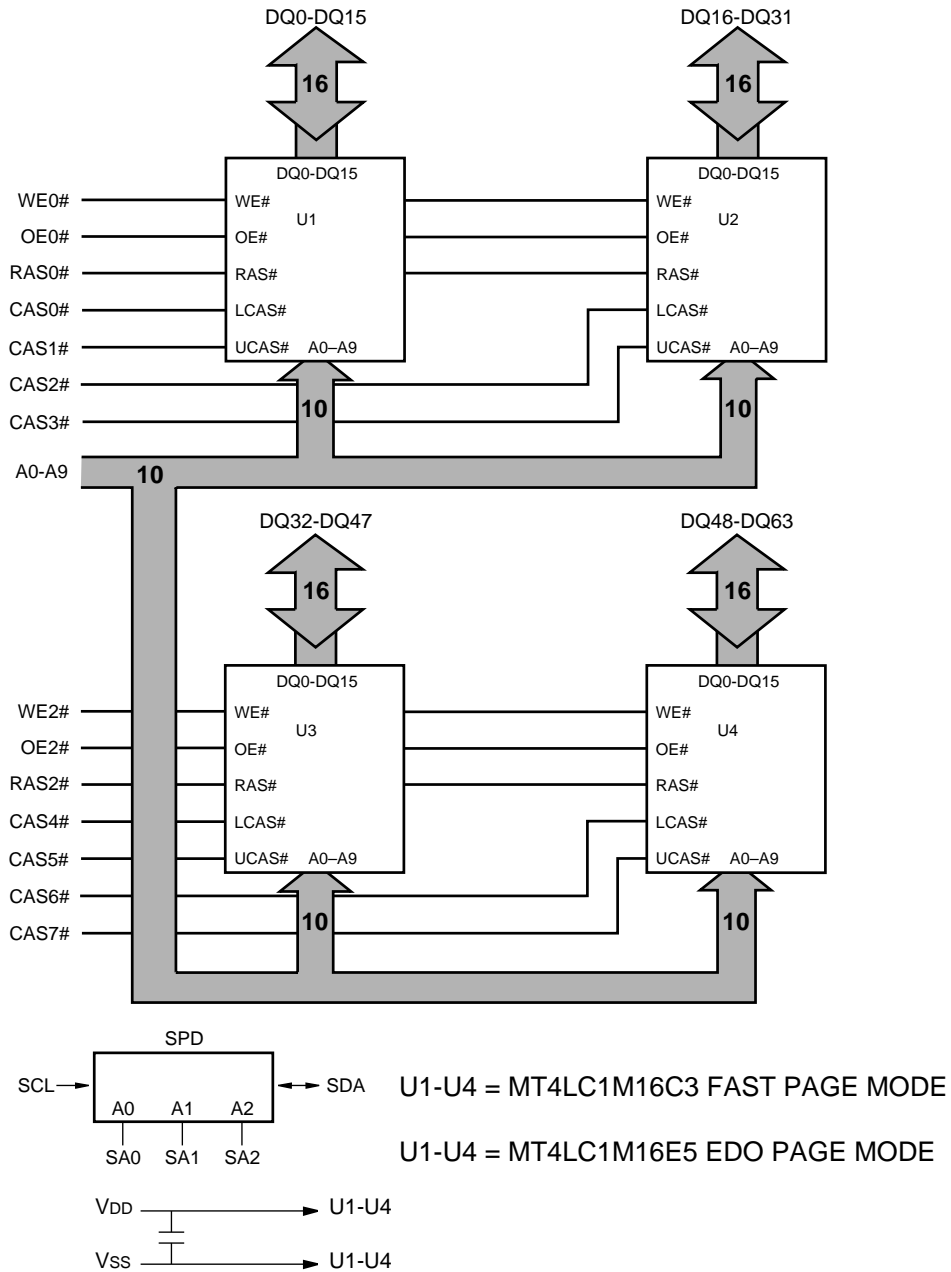 DQ0-DQ15 DQ16-DQ31
16 16
DQ0-DQ15 DQ0-DQ15
WE0# WE# WE#
U1 U2
OE0# OE# OE#
RAS0# RAS# RAS#
CAS0# LCAS# LCAS#
CAS1# UCAS# A0–A9 UCAS# A0–A9
CAS2#
10 10
CAS3#
A0-A9 10
DQ32-DQ47 DQ48-DQ63
16 16
DQ0-DQ15 DQ0-DQ15
WE2# WE# WE#
U3 U4
OE2# OE# OE#
RAS2# RAS# RAS#
CAS4# LCAS# LCAS#
CAS5# UCAS# A0–A9 UCAS# A0–A9
CAS6#
10 10
CAS7#
SPD
SCL SDA
A0 A1 A2
SA0 SA1 SA2
U1-U4 = MT4LC1M16C3 FAST PAGE MODE
U1-U4 = MT4LC1M16E5 EDO PAGE MODE
VDD U1-U4
VSS U1-U4